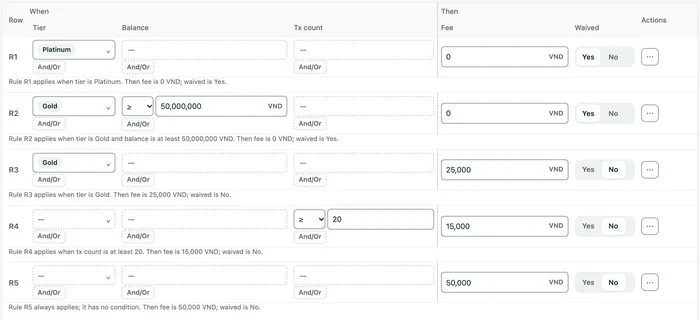 Row When Then Actions
Tier Balance Tx count Fee Waived
R1 Platinum — — 0 VND Yes No ...
And/Or And/Or And/Or
Rule R1 applies when tier is Platinum. Then fee is 0 VND; waived is Yes.
R2 Gold ≥ 50,000,000 VND — 0 VND Yes No ...
And/Or And/Or And/Or
Rule R2 applies when tier is Gold and balance is at least 50,000,000 VND. Then fee is 0 VND; waived is Yes.
R3 Gold — — 25,000 VND Yes No ...
And/Or And/Or And/Or
Rule R3 applies when tier is Gold. Then fee is 25,000 VND; waived is No.
R4 — — ≥ 20 15,000 VND Yes No ...
And/Or And/Or And/Or
Rule R4 applies when tx count is at least 20. Then fee is 15,000 VND; waived is No.
R5 — — — 50,000 VND Yes No ...
And/Or And/Or And/Or
Rule R5 always applies; it has no condition. Then fee is 50,000 VND; waived is No.